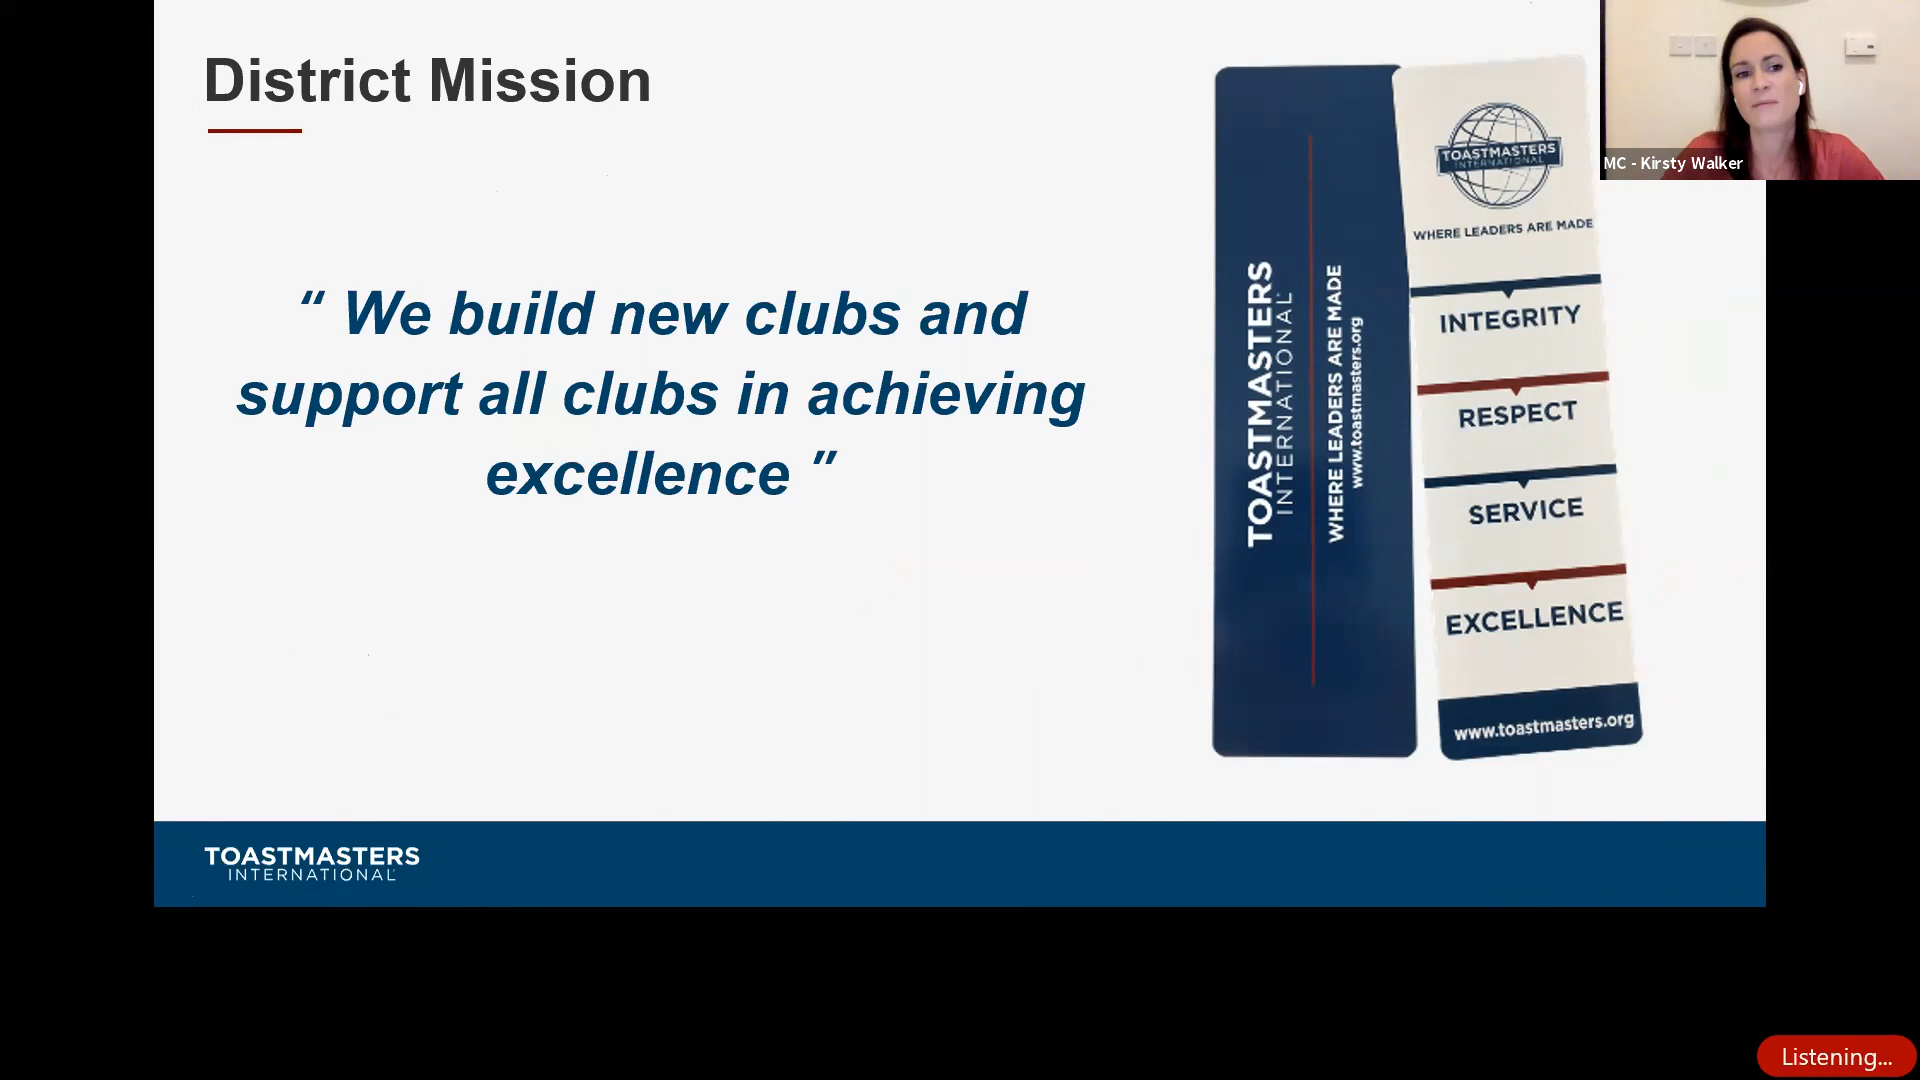 District Mission
“ We build new clubs and
support all clubs in achieving
excellence ”
TOASTMASTERS
INTERNATIONAL
WHERE LEADERS ARE MADE
www.toastmasters.org
TOASTMASTERS
INTERNATIONAL
WHERE LEADERS ARE MADE
INTEGRITY
RESPECT
SERVICE
EXCELLENCE
www.toastmasters.org
MC - Kirsty Walker
TOASTMASTERS
INTERNATIONAL
Listening...